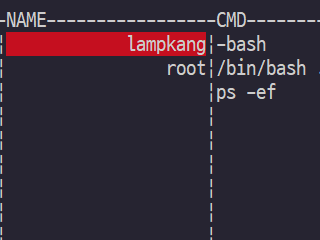 -NAME-----------------CMD--------
¦ lampkang¦-bash
¦ root¦/bin/bash .
¦ ¦ps -ef